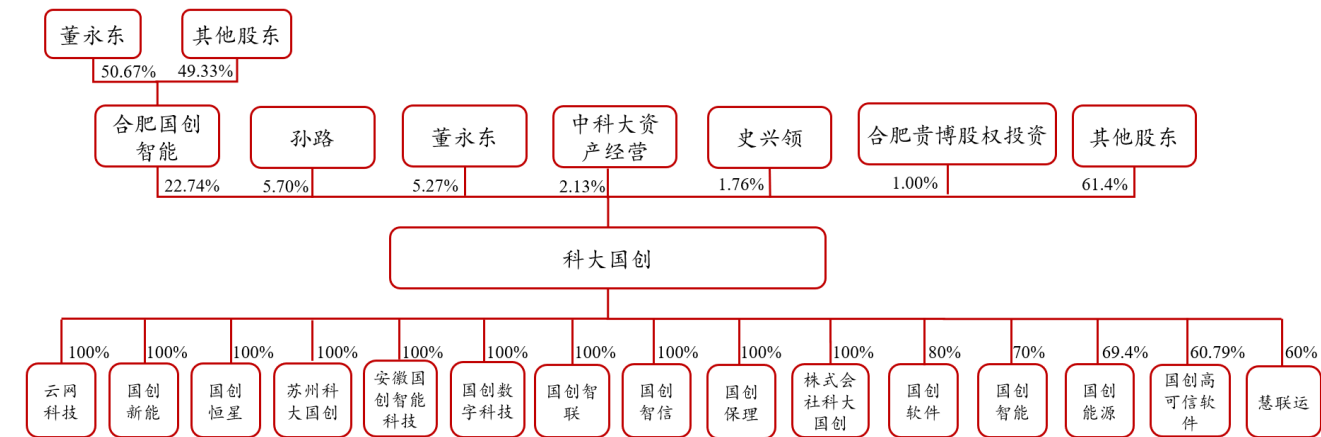 董永东
其他股东
50.67%
49.33%
合肥国创
智能
孙路
董永东
中科大资
产经营
史兴领
合肥贵博股权投资
其他股东
22.74%
5.70%
5.27%
2.13%
1.76%
1.00%
61.4%
科大国创
100%
100%
100%
100%
100%
100%
100%
100%
100%
100%
80%
70%
69.4%
60.79%
60%
云网
科技
国创
新能
国创
恒星
苏州科
大国创
安徽国
创智能
科技
国创数
字科技
国创智
联
国创
智信
国创
保理
株式会
社科大
国创
国创
软件
国创
智能
国创
能源
国创高
可信软
件
慧联运